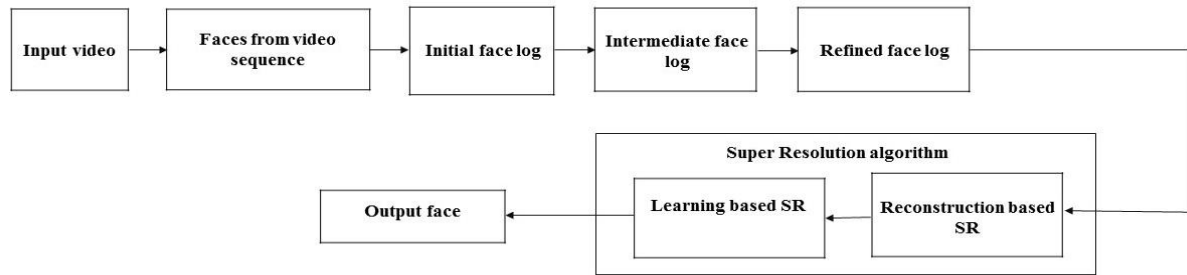 Input video
Faces from video
sequence
Initial face log
Intermediate face
log
Refined face log
Super Resolution algorithm
Output face
Learning based SR
Reconstruction based
SR